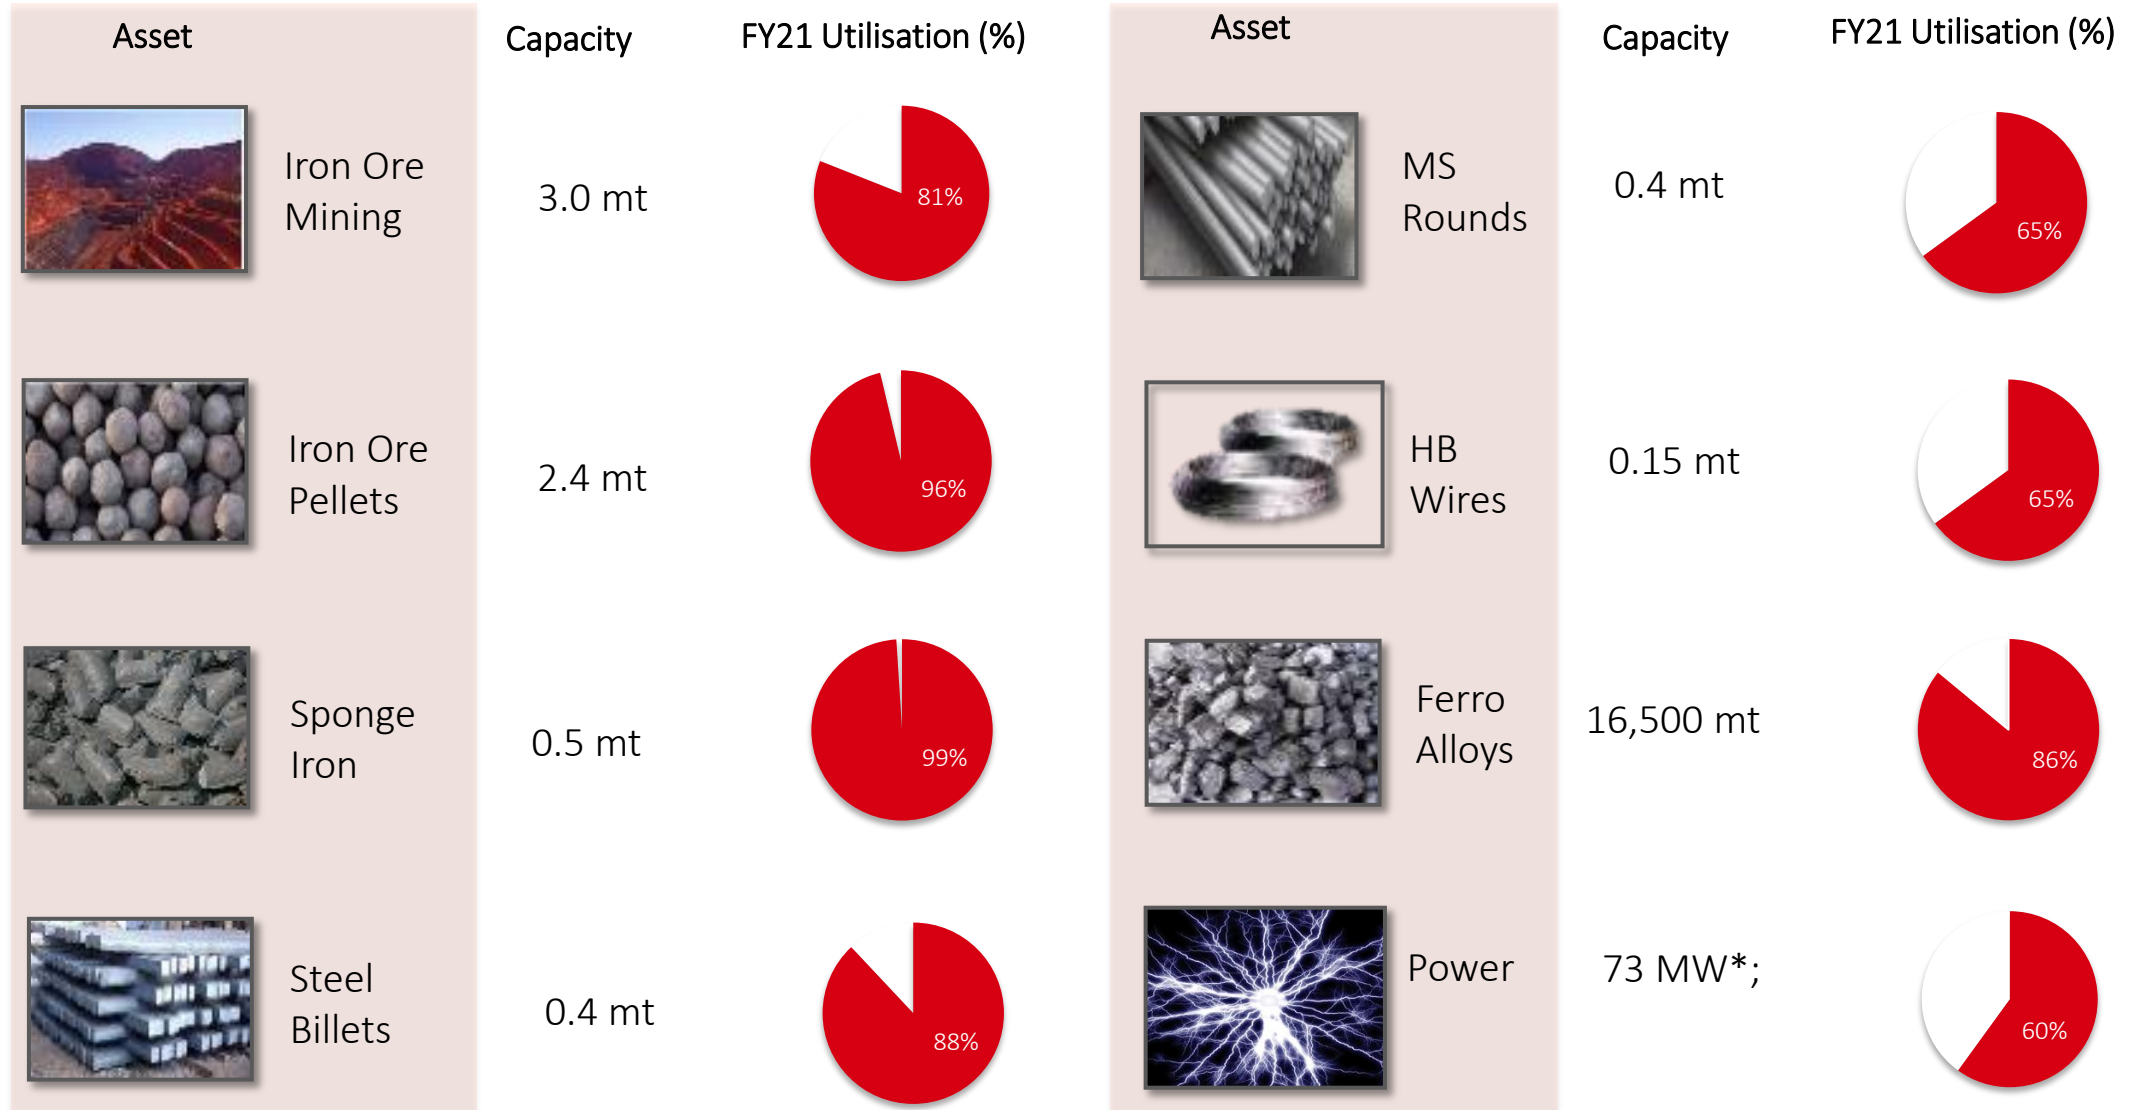 Asset
Capacity
FY21 Utilisation (%)
Iron Ore
Mining
3.0 mt
81%
Iron Ore
Pellets
2.4 mt
96%
Sponge
Iron
0.5 mt
99%
Steel
Billets
0.4 mt
88%
Asset
Capacity
FY21 Utilisation (%)
MS
Rounds
0.4 mt
65%
HB
Wires
0.15 mt
65%
Ferro
Alloys
16,500 mt
86%
Power
73 MW*;
60%